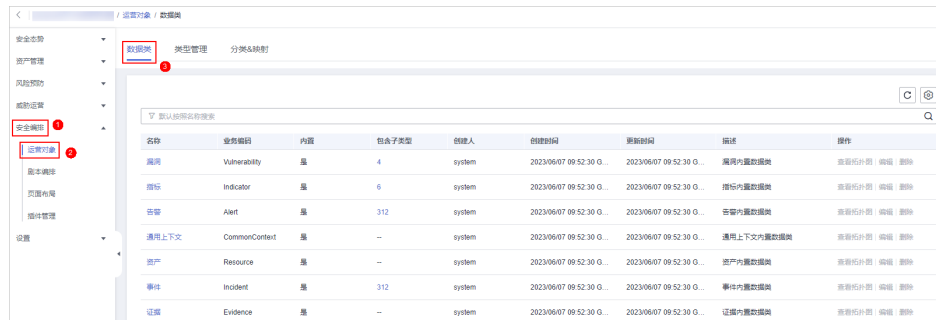 / 运营对象 / 数据类
安全态势
资产管理
风险预防
威胁运营
安全编排 1
运营对象 2
剧本编排
页面布局
插件管理
设置
数据类 类型管理 分类&映射
3
默认按照名称搜索
名称 业务编码 内置 包含子类型 创建人 创建时间 更新时间 描述 操作
漏洞 Vulnerability 是 4 system 2023/06/07 09:52:30 G... 2023/06/07 09:52:30 G... 漏洞内置数据类 查看拓扑图 编辑 删除
指标 Indicator 是 6 system 2023/06/07 09:52:30 G... 2023/06/07 09:52:30 G... 指标内置数据类 查看拓扑图 编辑 删除
告警 Alert 是 312 system 2023/06/07 09:52:30 G... 2023/06/07 09:52:30 G... 告警内置数据类 查看拓扑图 编辑 删除
通用上下文 CommonContext 是 -- system 2023/06/07 09:52:30 G... 2023/06/07 09:52:30 G... 通用上下文内置数据类 查看拓扑图 编辑 删除
资产 Resource 是 -- system 2023/06/07 09:52:30 G... 2023/06/07 09:52:30 G... 资产内置数据类 查看拓扑图 编辑 删除
事件 Incident 是 312 system 2023/06/07 09:52:30 G... 2023/06/07 09:52:30 G... 事件内置数据类 查看拓扑图 编辑 删除
证据 Evidence 是 -- system 2023/06/07 09:52:30 G... 2023/06/07 09:52:30 G... 证据内置数据类 查看拓扑图 编辑 删除